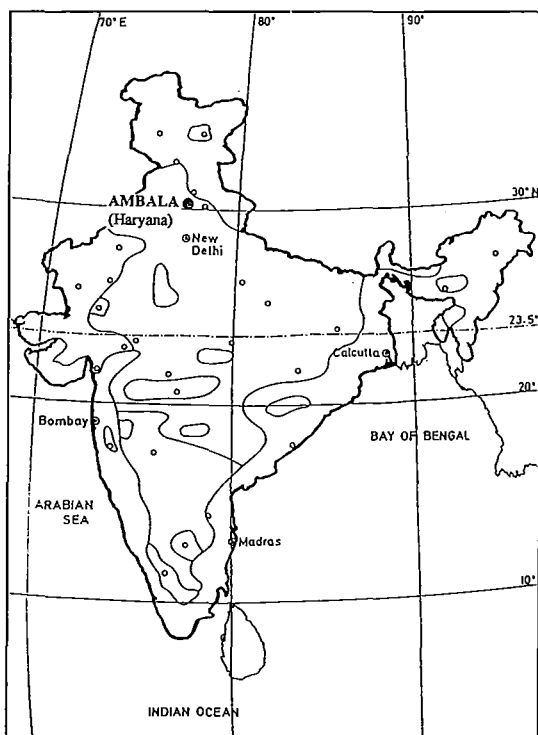 70° E
80°
90°
AMBALA
(Haryana)
30° N
New
Delhi
23.5°
Calcutta
20°
Bombay
BAY OF BENGAL
ARABIAN
SEA
Madras
10°
INDIAN OCEAN